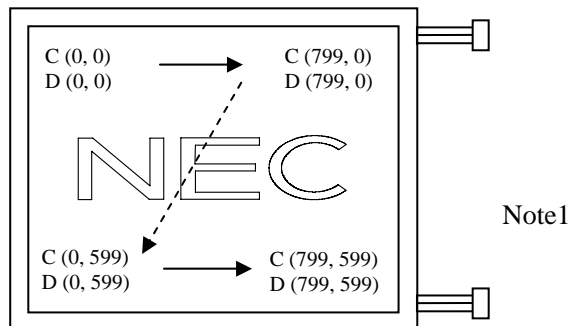 C (0, 0) C (799, 0)
D (0, 0) D (799, 0)
NEC
Note1
C (0, 599) C (799, 599)
D (0, 599) D (799, 599)